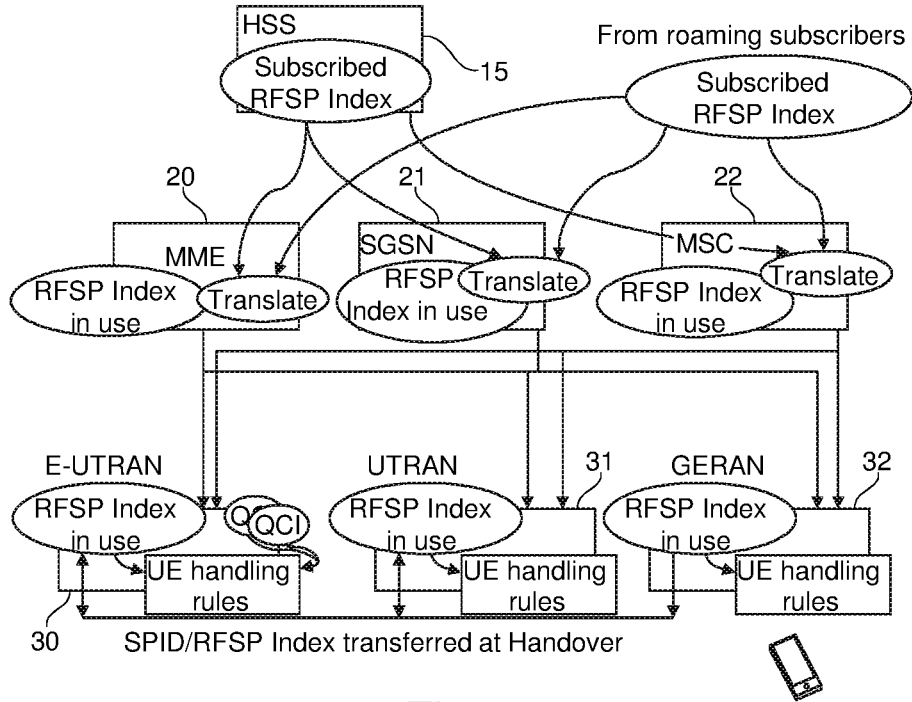 HSS
Subscribed
RFSP Index
15
From roaming subscribers
Subscribed
RFSP Index
20
21
22
MME
RFSP Index
in use
Translate
SGSN
RFSP
Index in use
Translate
MSC
RFSP Index
in use
Translate
E-UTRAN
RFSP Index
in use
QCI
UE handling
rules
30
UTRAN
31
RFSP Index
in use
UE handling
rules
GERAN
32
RFSP Index
in use
UE handling
rules
SPID/RFSP Index transferred at Handover